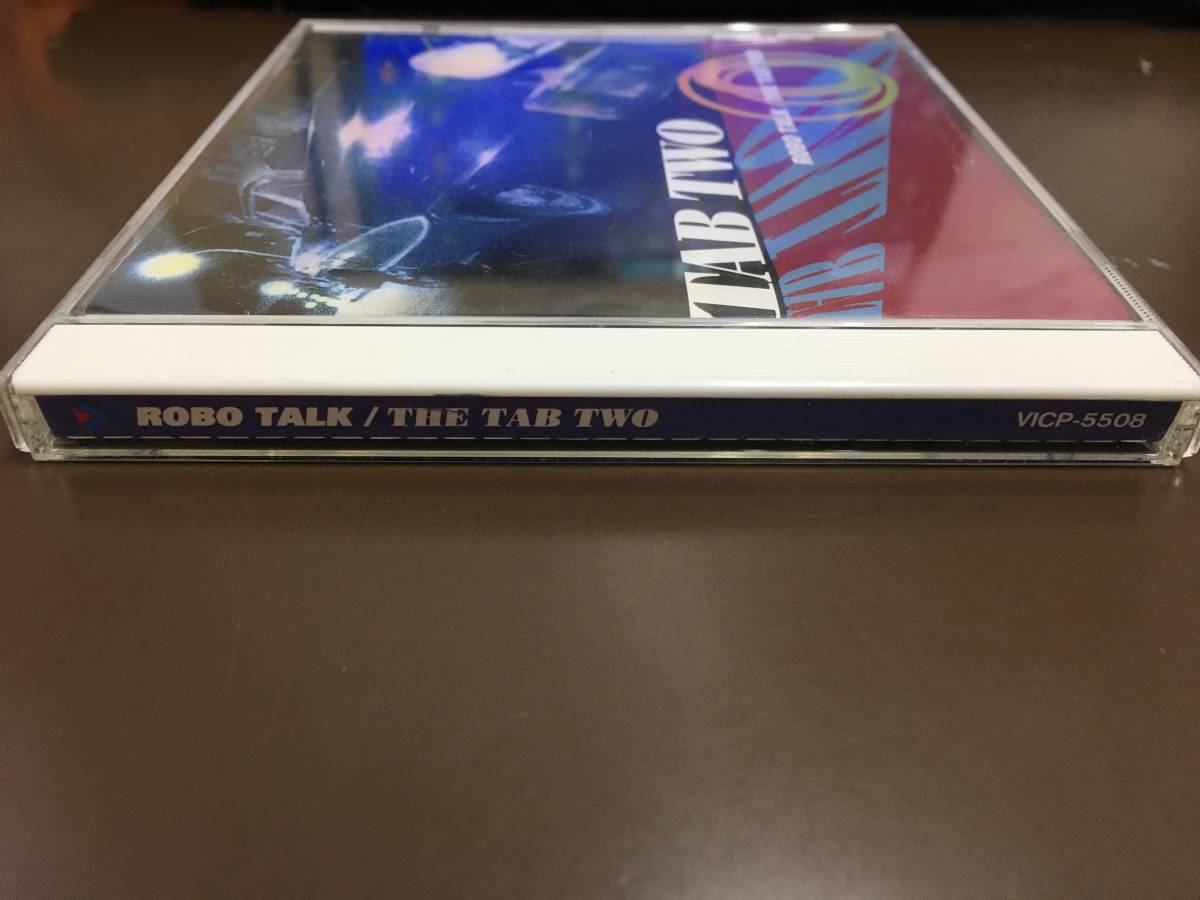 TAB TWO
ROBO TALK / THE TAB TWO
VICP-5508